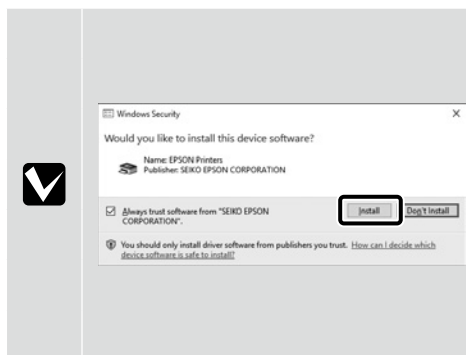 Windows Security
Would you like to install this device software?
Name: EPSON Printers
Publisher: SEIKO EPSON CORPORATION
Always trust software from "SEIKO EPSON
CORPORATION".
Install
Don't Install
You should only install driver software from publishers you trust. How can I decide which
device software is safe to install?